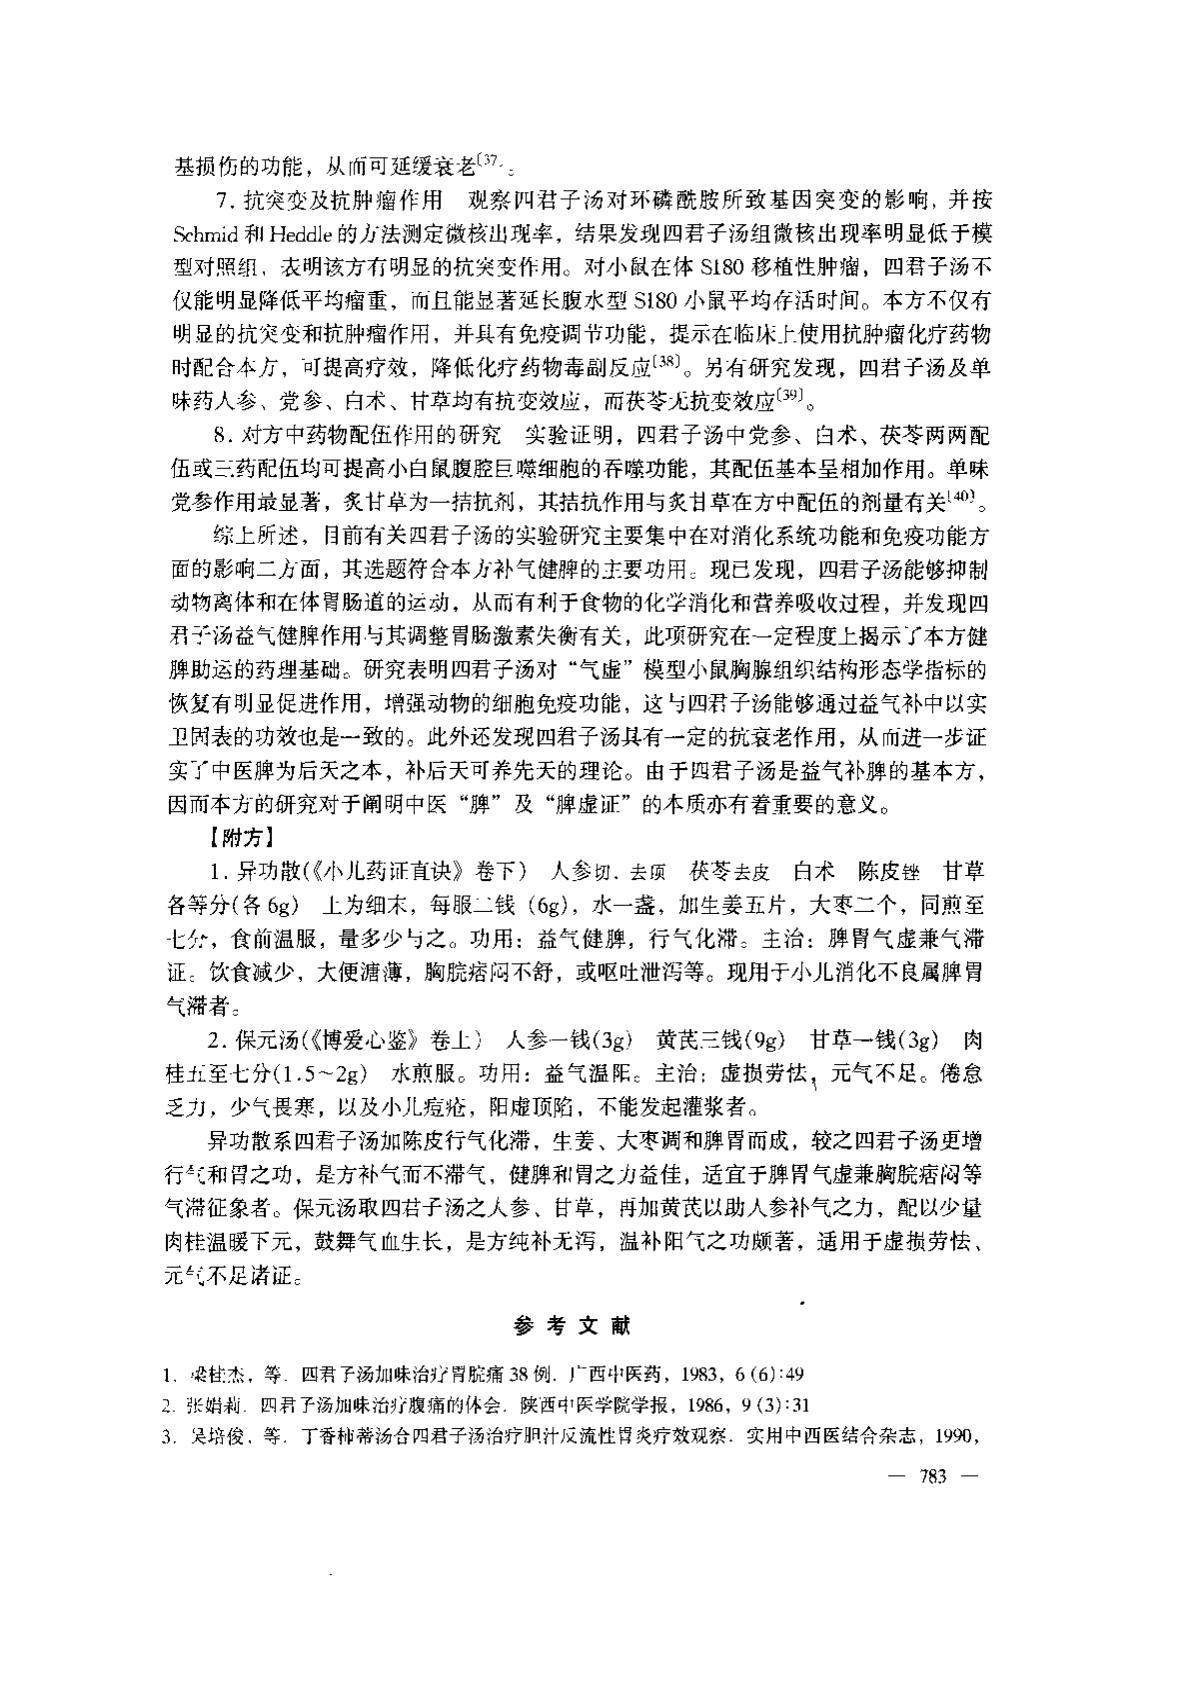 基损伤的功能，从而可延缓衰老〔37〕。
7. 抗突变及抗肿瘤作用　观察四君子汤对环磷酰胺所致基因突变的影响，并按
Schmid 和 Heddle 的方法测定微核出现率，结果发现四君子汤组微核出现率明显低于模
型对照组，表明该方有明显的抗突变作用。对小鼠在体 S180 移植性肿瘤，四君子汤不
仅能明显降低平均瘤重，而且能显著延长腹水型 S180 小鼠平均存活时间。本方不仅有
明显的抗突变和抗肿瘤作用，并具有免疫调节功能，提示在临床上使用抗肿瘤化疗药物
时配合本方，可提高疗效，降低化疗药物毒副反应〔38〕。另有研究发现，四君子汤及单
味药人参、党参、白术、甘草均有抗变效应，而茯苓无抗变效应〔39〕。
8. 对方中药物配伍作用的研究　实验证明，四君子汤中党参、白术、茯苓两两配
伍或三药配伍均可提高小白鼠腹腔巨噬细胞的吞噬功能，其配伍基本呈相加作用。单味
党参作用最显著，炙甘草为一拮抗剂，其拮抗作用与炙甘草在方中配伍的剂量有关〔40〕。
综上所述，目前有关四君子汤的实验研究主要集中在对消化系统功能和免疫功能方
面的影响二方面，其选题符合本方补气健脾的主要功用。现已发现，四君子汤能够抑制
动物离体和在体胃肠道的运动，从而有利于食物的化学消化和营养吸收过程，并发现四
君子汤益气健脾作用与其调整胃肠激素失衡有关，此项研究在一定程度上揭示了本方健
脾助运的药理基础。研究表明四君子汤对“气虚”模型小鼠胸腺组织结构形态学指标的
恢复有明显促进作用，增强动物的细胞免疫功能，这与四君子汤能够通过益气补中以实
卫固表的功效也是一致的。此外还发现四君子汤具有一定的抗衰老作用，从而进一步证
实了中医脾为后天之本，补后天可养先天的理论。由于四君子汤是益气补脾的基本方，
因而本方的研究对于阐明中医“脾”及“脾虚证”的本质亦有着重要的意义。
【附方】
1. 异功散(《小儿药证直诀》卷下)　人参切，去顶　茯苓去皮　白术　陈皮锉　甘草
各等分(各 6g)　上为细末，每服二钱（6g)，水一盏，加生姜五片，大枣二个，同煎至
七分，食前温服，量多少与之。功用：益气健脾，行气化滞。主治：脾胃气虚兼气滞
证。饮食减少，大便溏薄，胸脘痞闷不舒，或呕吐泄泻等。现用于小儿消化不良属脾胃
气滞者。
2. 保元汤(《博爱心鉴》卷上)　人参一钱(3g)　黄芪三钱(9g)　甘草一钱(3g)　肉
桂五至七分(1.5~2g)　水煎服。功用：益气温阳。主治：虚损劳怯，元气不足。倦怠
乏力，少气畏寒，以及小儿痘疮，阳虚顶陷，不能发起灌浆者。
异功散系四君子汤加陈皮行气化滞，生姜、大枣调和脾胃而成，较之四君子汤更增
行气和胃之功，是方补气而不滞气，健脾和胃之力益佳，适宜于脾胃气虚兼胸脘痞闷等
气滞征象者。保元汤取四君子汤之人参、甘草，再加黄芪以助人参补气之力，配以少量
肉桂温暖下元，鼓舞气血生长，是方纯补无泻，温补阳气之功颇著，适用于虚损劳怯、
元气不足诸证。
参 考 文 献
1. 梁桂杰，等. 四君子汤加味治疗胃脘痛 38 例. 广西中医药，1983，6 (6):49
2. 张娟莉. 四君子汤加味治疗腹痛的体会. 陕西中医学院学报，1986，9 (3):31
3. 吴培俊，等. 丁香柿蒂汤合四君子汤治疗胆汁反流性胃炎疗效观察. 实用中西医结合杂志，1990，
— 783 —